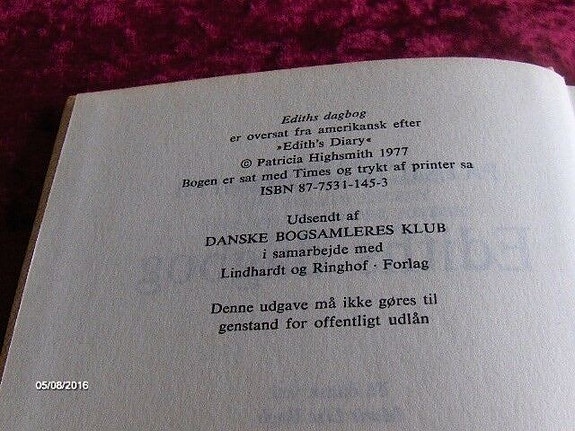 Ediths dagbog
er oversat fra amerikansk efter
»Edith's Diary«
© Patricia Highsmith 1977
Bogen er sat med Times og trykt af printer sa
ISBN 87-7531-145-3
Udsendt af
DANSKE BOGSAMLERES KLUB
i samarbejde med
Lindhardt og Ringhof · Forlag
Denne udgave må ikke gøres til
genstand for offentligt udlån
05/08/2016